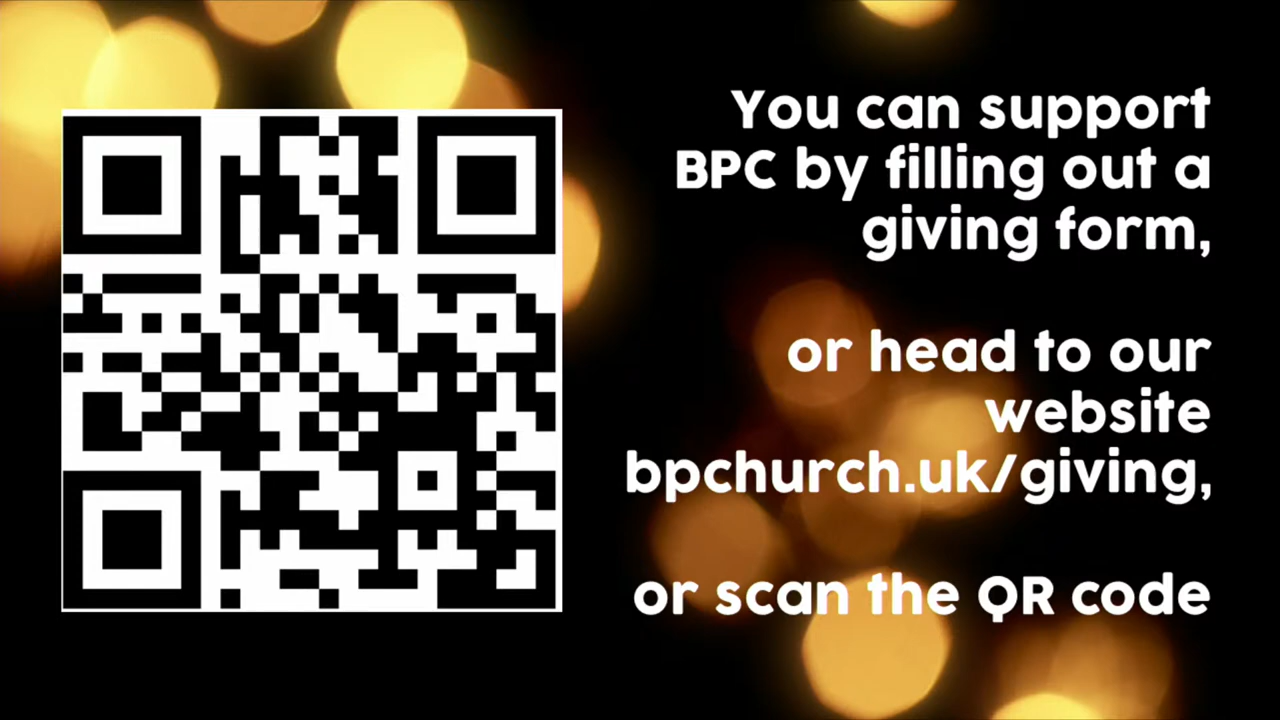 You can support
BPC by filling out a
giving form,
or head to our
website
bpchurch.uk/giving,
or scan the QR code